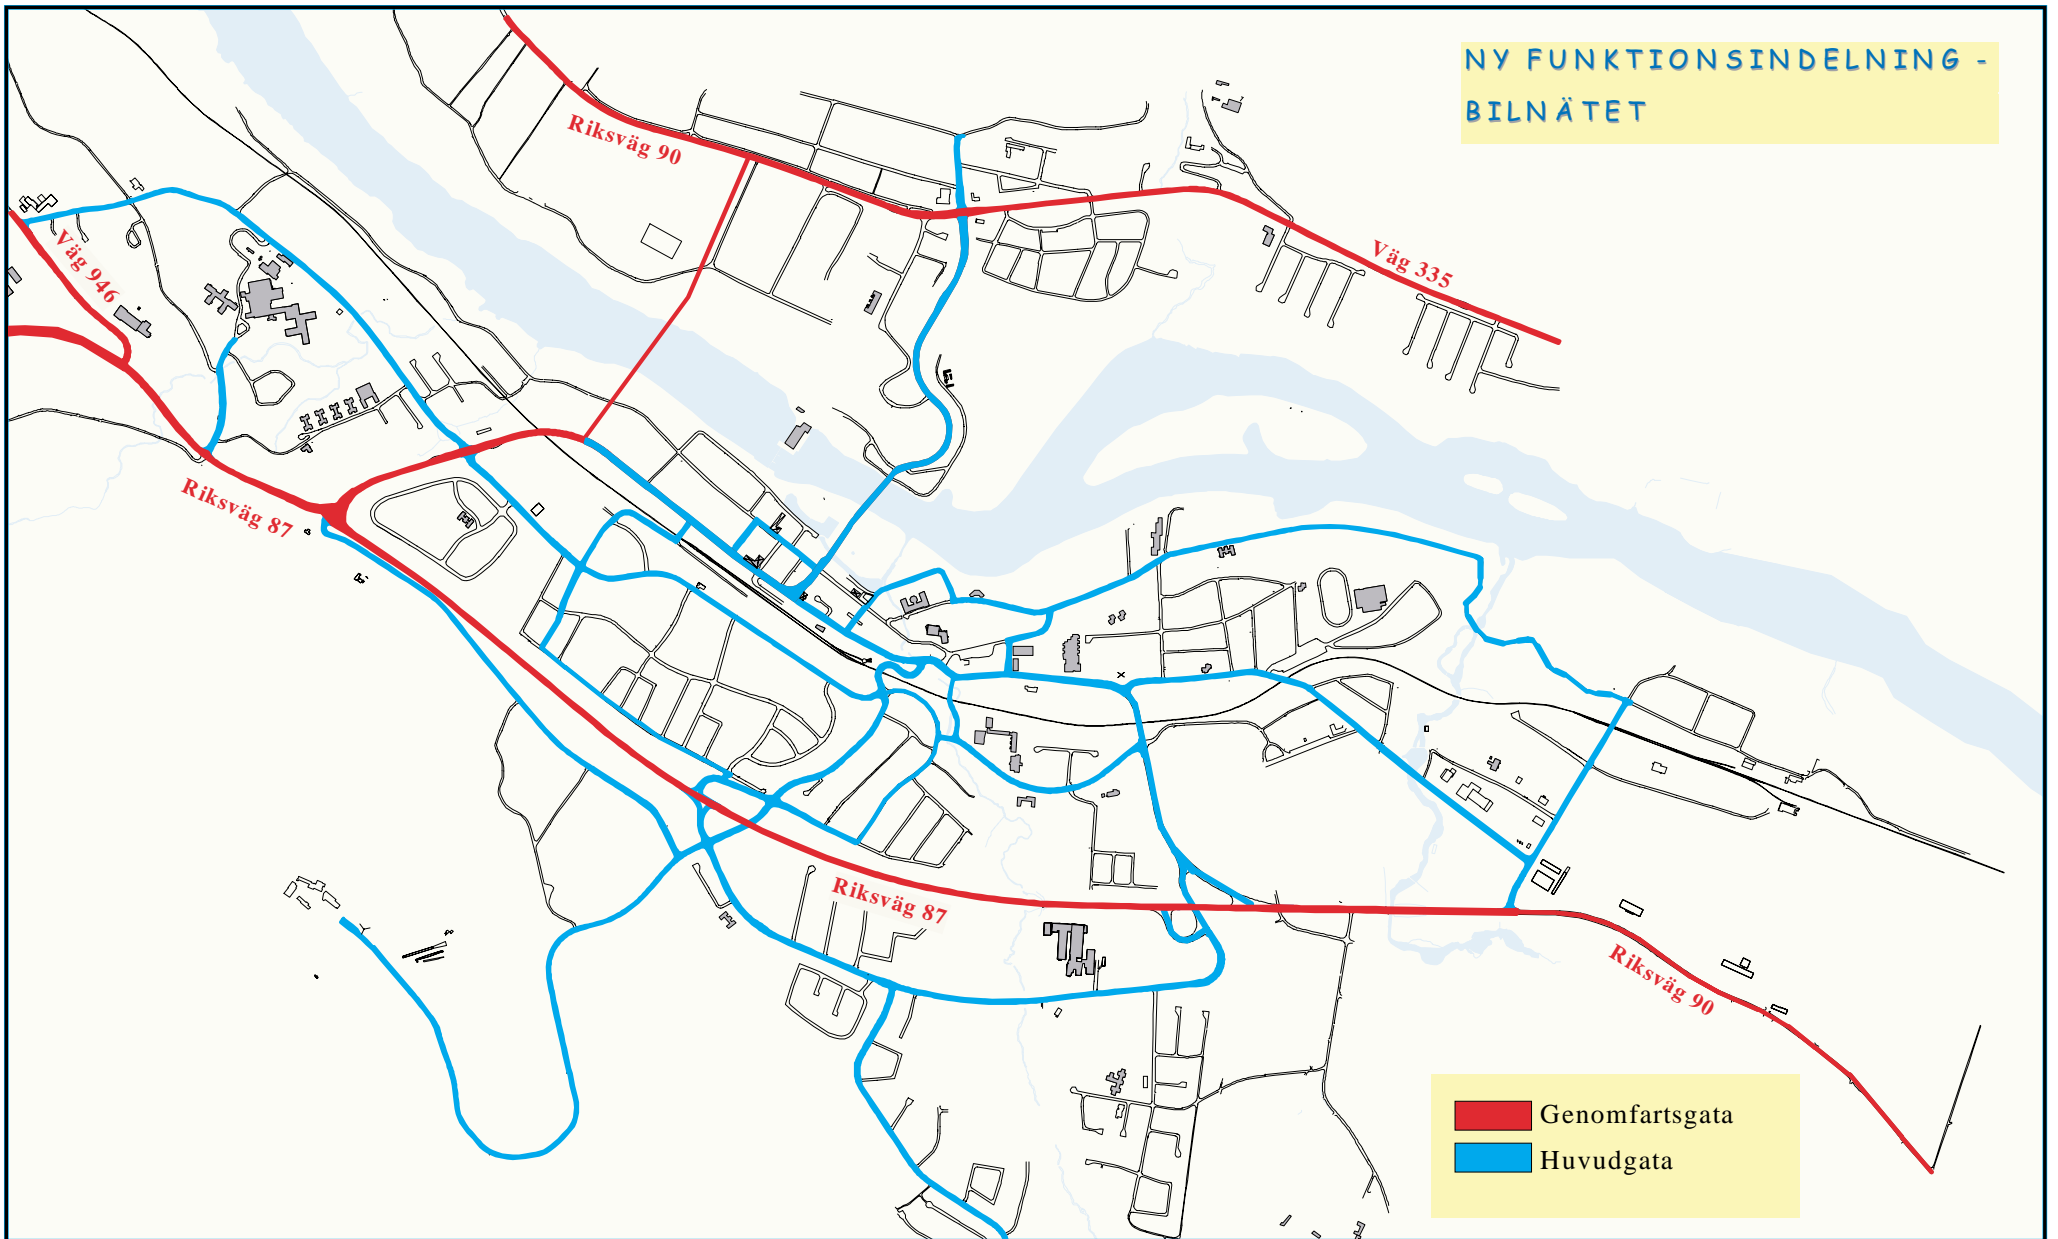 NY FUNKTIONSINDELNING -
BILNÄTET
Riksväg 90
Väg 946
Väg 335
Riksväg 87
Riksväg 87
Riksväg 90
Genomfartsgata
Huvudgata